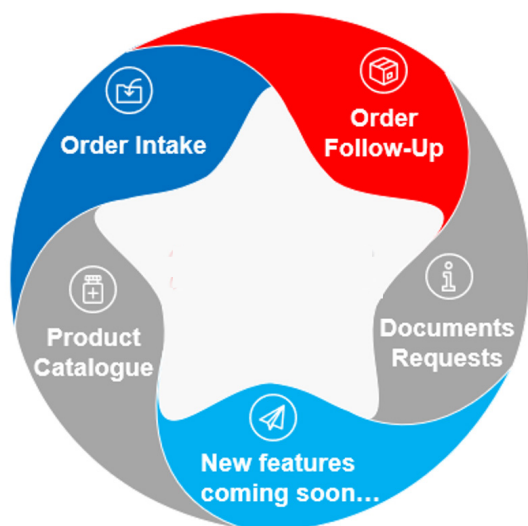 Order Intake
Order
Follow-Up
Documents
Requests
New features
coming soon...
Product
Catalogue